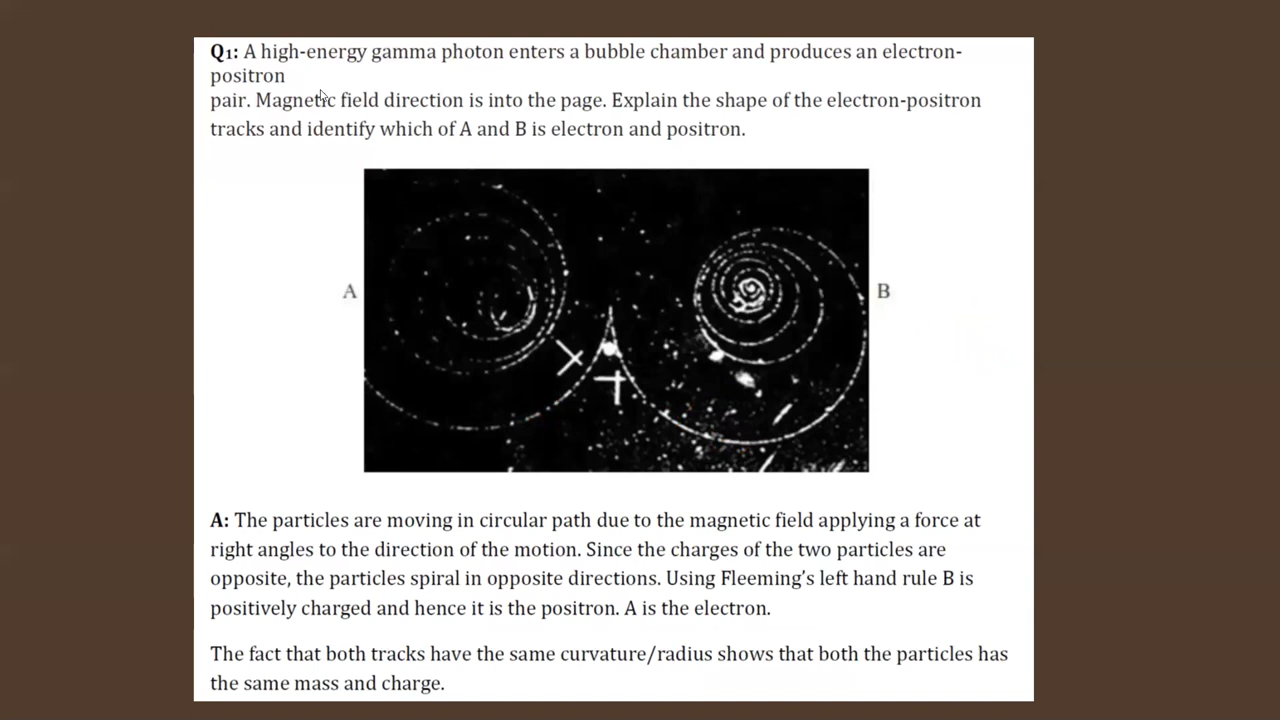 Q1: A high-energy gamma photon enters a bubble chamber and produces an electron-
positron
pair. Magnetic field direction is into the page. Explain the shape of the electron-positron
tracks and identify which of A and B is electron and positron.
A
B
A: The particles are moving in circular path due to the magnetic field applying a force at
right angles to the direction of the motion. Since the charges of the two particles are
opposite, the particles spiral in opposite directions. Using Fleeming’s left hand rule B is
positively charged and hence it is the positron. A is the electron.
The fact that both tracks have the same curvature/radius shows that both the particles has
the same mass and charge.